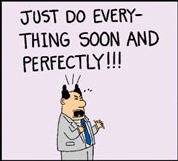 JUST DO EVERY-
THING SOON AND
PERFECTLY!!!